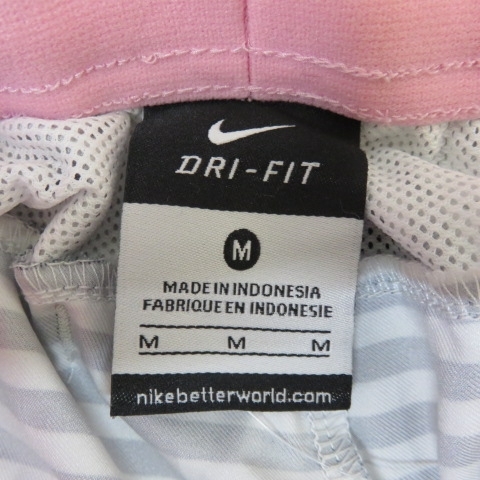 DRI-FIT
M
MADE IN INDONESIA
FABRIQUE EN INDONESIE
M M M
nikebetterworld.com